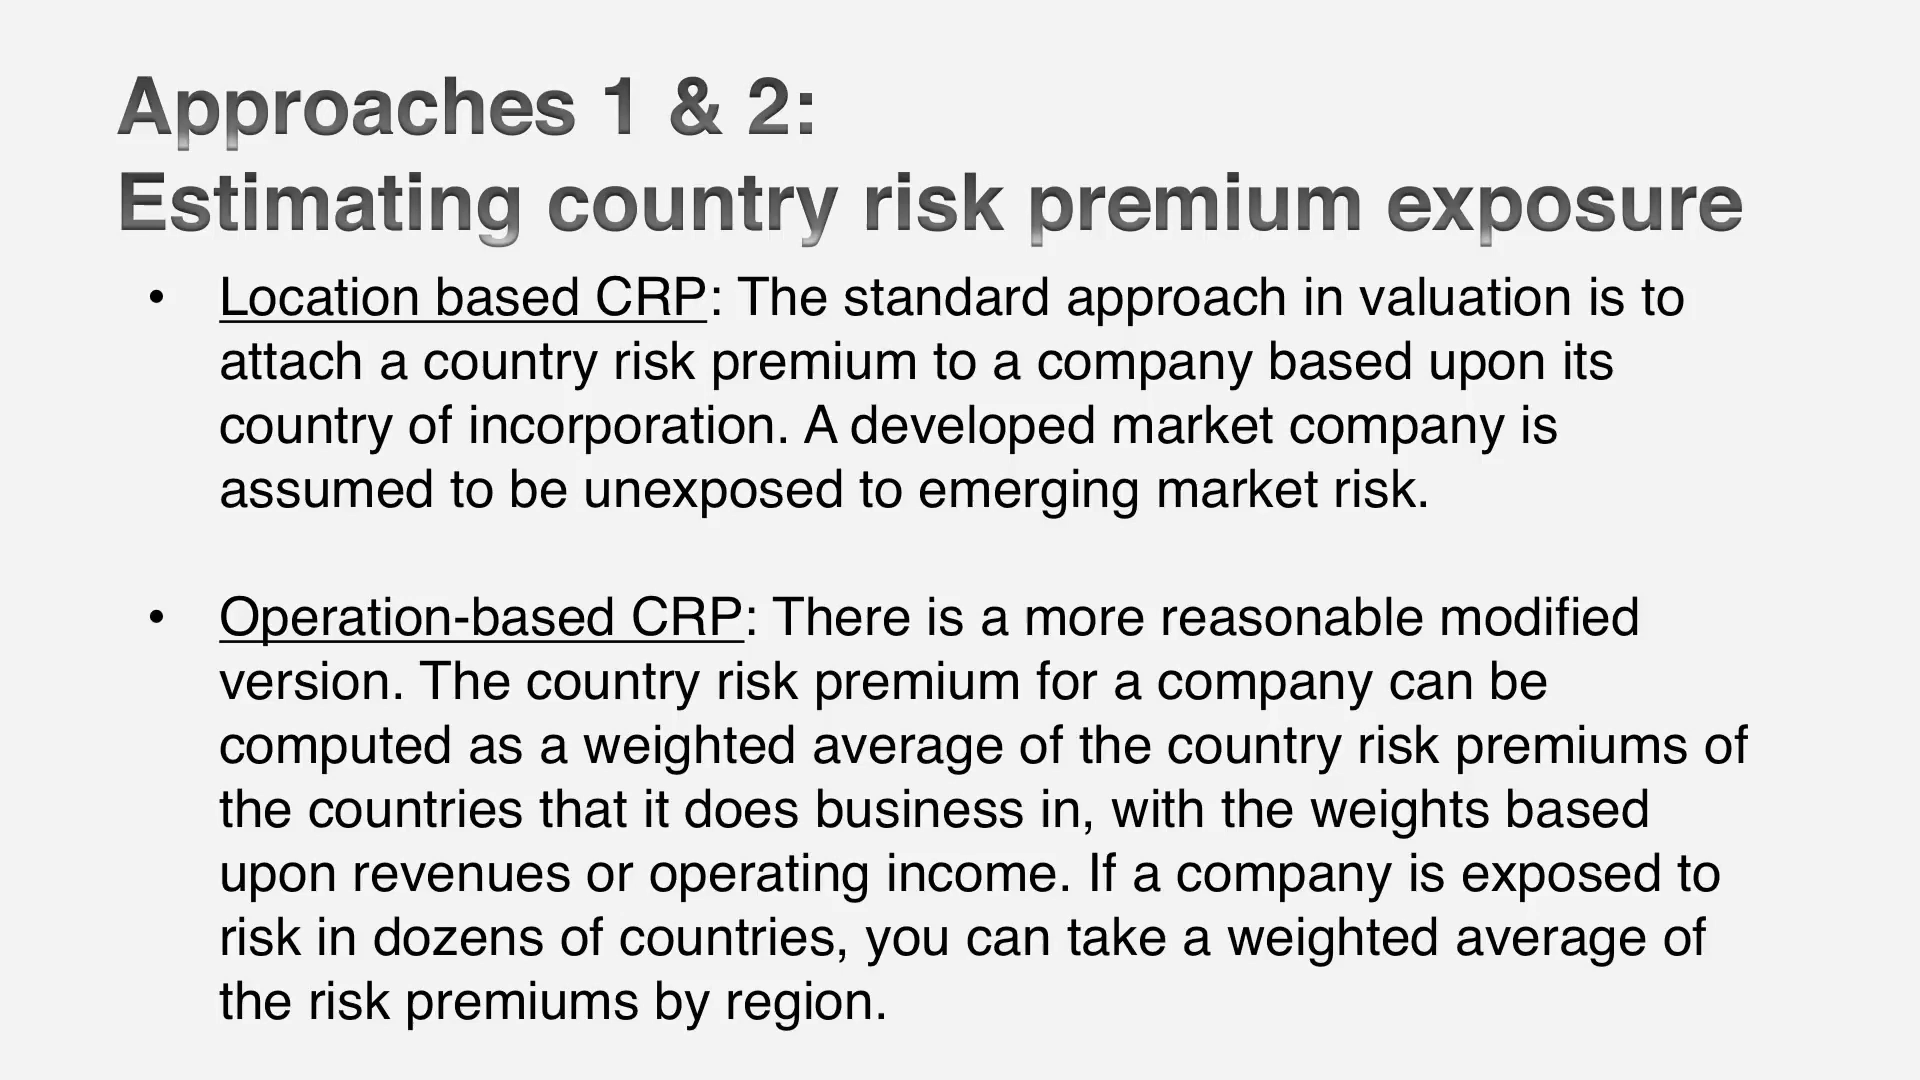 Approaches 1 & 2:
Estimating country risk premium exposure
• Location based CRP: The standard approach in valuation is to
attach a country risk premium to a company based upon its
country of incorporation. A developed market company is
assumed to be unexposed to emerging market risk.
• Operation-based CRP: There is a more reasonable modified
version. The country risk premium for a company can be
computed as a weighted average of the country risk premiums of
the countries that it does business in, with the weights based
upon revenues or operating income. If a company is exposed to
risk in dozens of countries, you can take a weighted average of
the risk premiums by region.